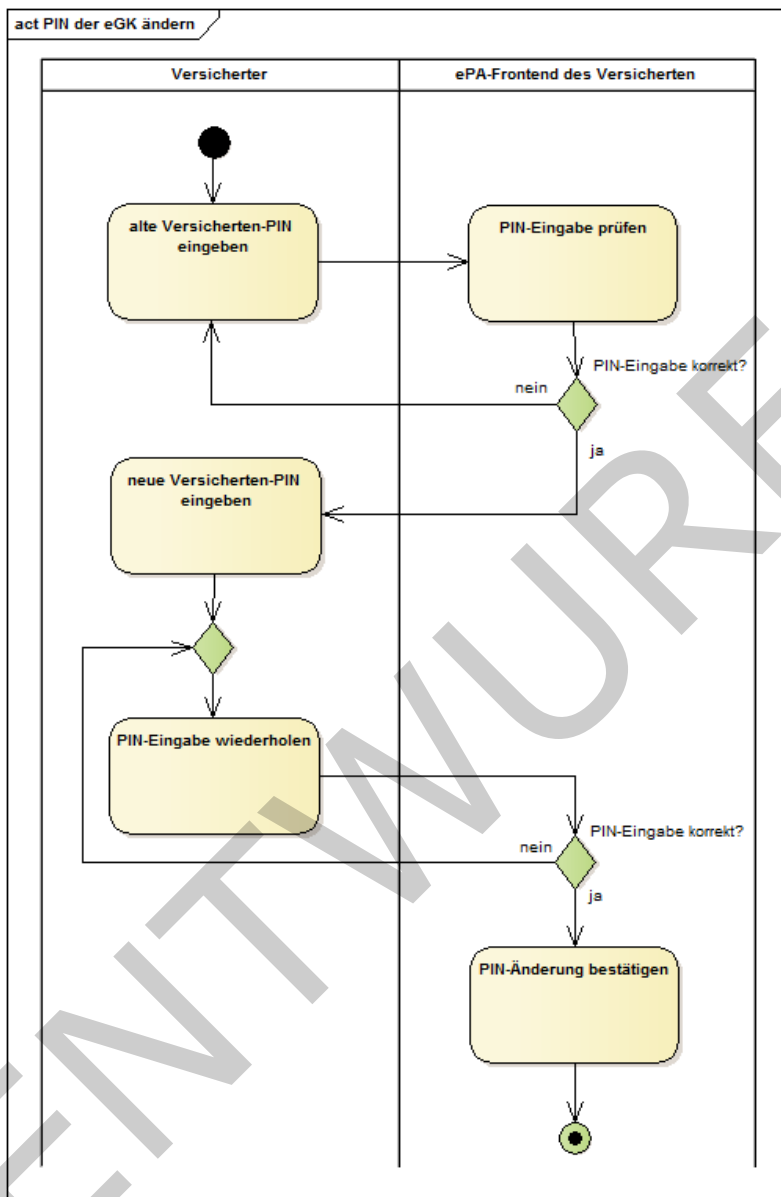 act PIN der eGK ändern
Versicherter
ePA-Frontend des Versicherten
alte Versicherten-PIN
eingeben
PIN-Eingabe prüfen
PIN-Eingabe korrekt?
nein
ja
neue Versicherten-PIN
eingeben
PIN-Eingabe wiederholen
PIN-Eingabe korrekt?
nein
ja
PIN-Änderung bestätigen
ENTWURF